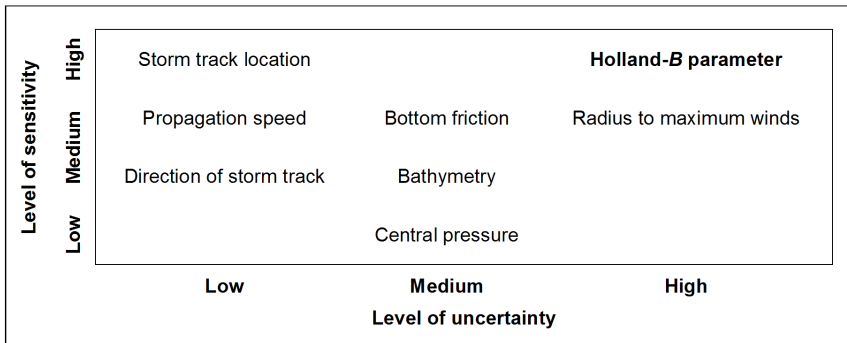 Level of sensitivity
High
Medium
Low
Storm track location
Holland-B parameter
Propagation speed
Bottom friction
Radius to maximum winds
Direction of storm track
Bathymetry
Central pressure
Low
Medium
High
Level of uncertainty